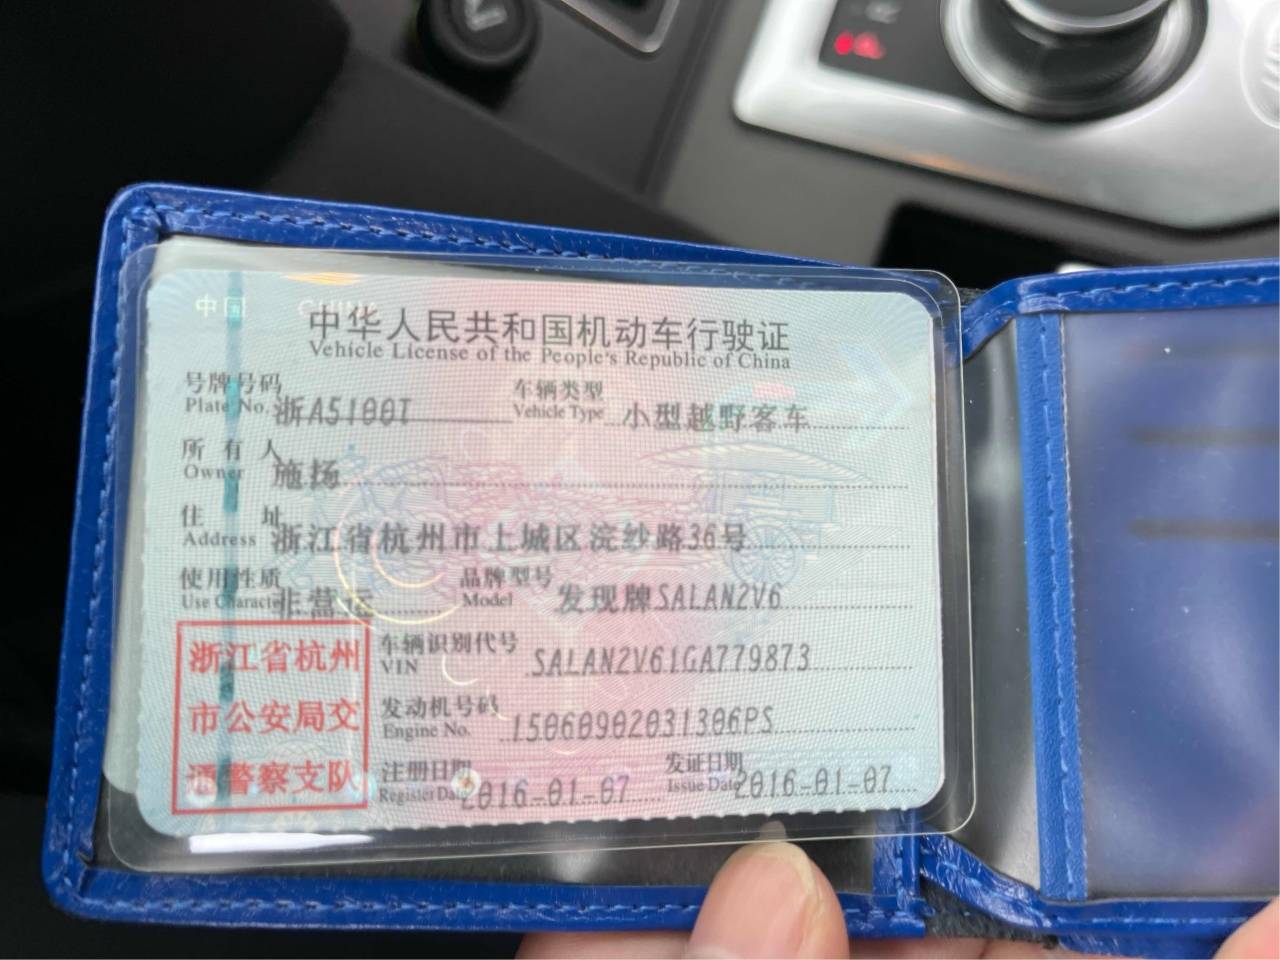 中国 CHINA
中华人民共和国机动车行驶证
Vehicle License of the People's Republic of China
号牌号码 浙A5100T 车辆类型 小型越野客车
Plate No. Vehicle Type
所有人 施扬
Owner
住址 浙江省杭州市上城区浣纱路36号
Address
使用性质 非营运 品牌型号 发现牌SALAN2V6
Use Character Model
浙江省杭州
市公安局交
通警察支队
车辆识别代号 SALAN2V61GA779873
VIN
发动机号码 15060902031306PS
Engine No.
注册日期 2016-01-07 发证日期 2016-01-07
Register Date Issue Date